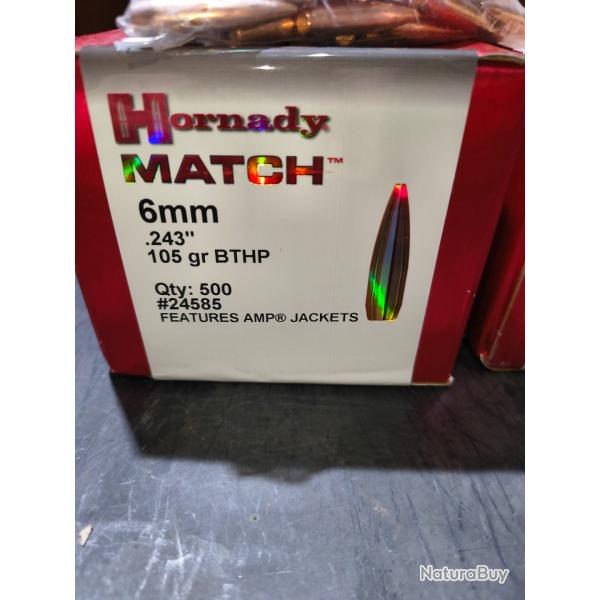 Hornady
MATCH™
6mm
.243"
105 gr BTHP
Qty: 500
#24585
FEATURES AMP® JACKETS
NaturaBuy